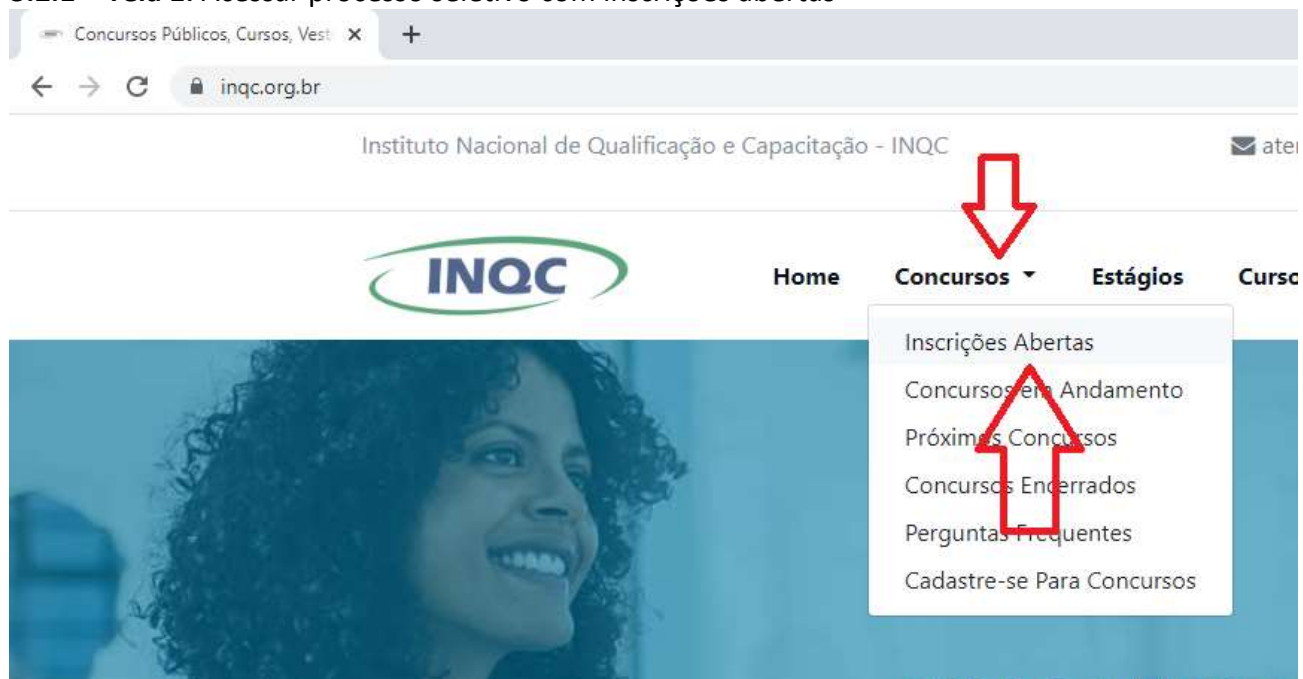 Concursos Públicos, Cursos, Vest
inqc.org.br
Instituto Nacional de Qualificação e Capacitação - INQC
INQC
Home Concursos Estágios
Inscrições Abertas
Concursos em Andamento
Próximos Concursos
Concursos Encerrados
Perguntas Frequentes
Cadastre-se Para Concursos